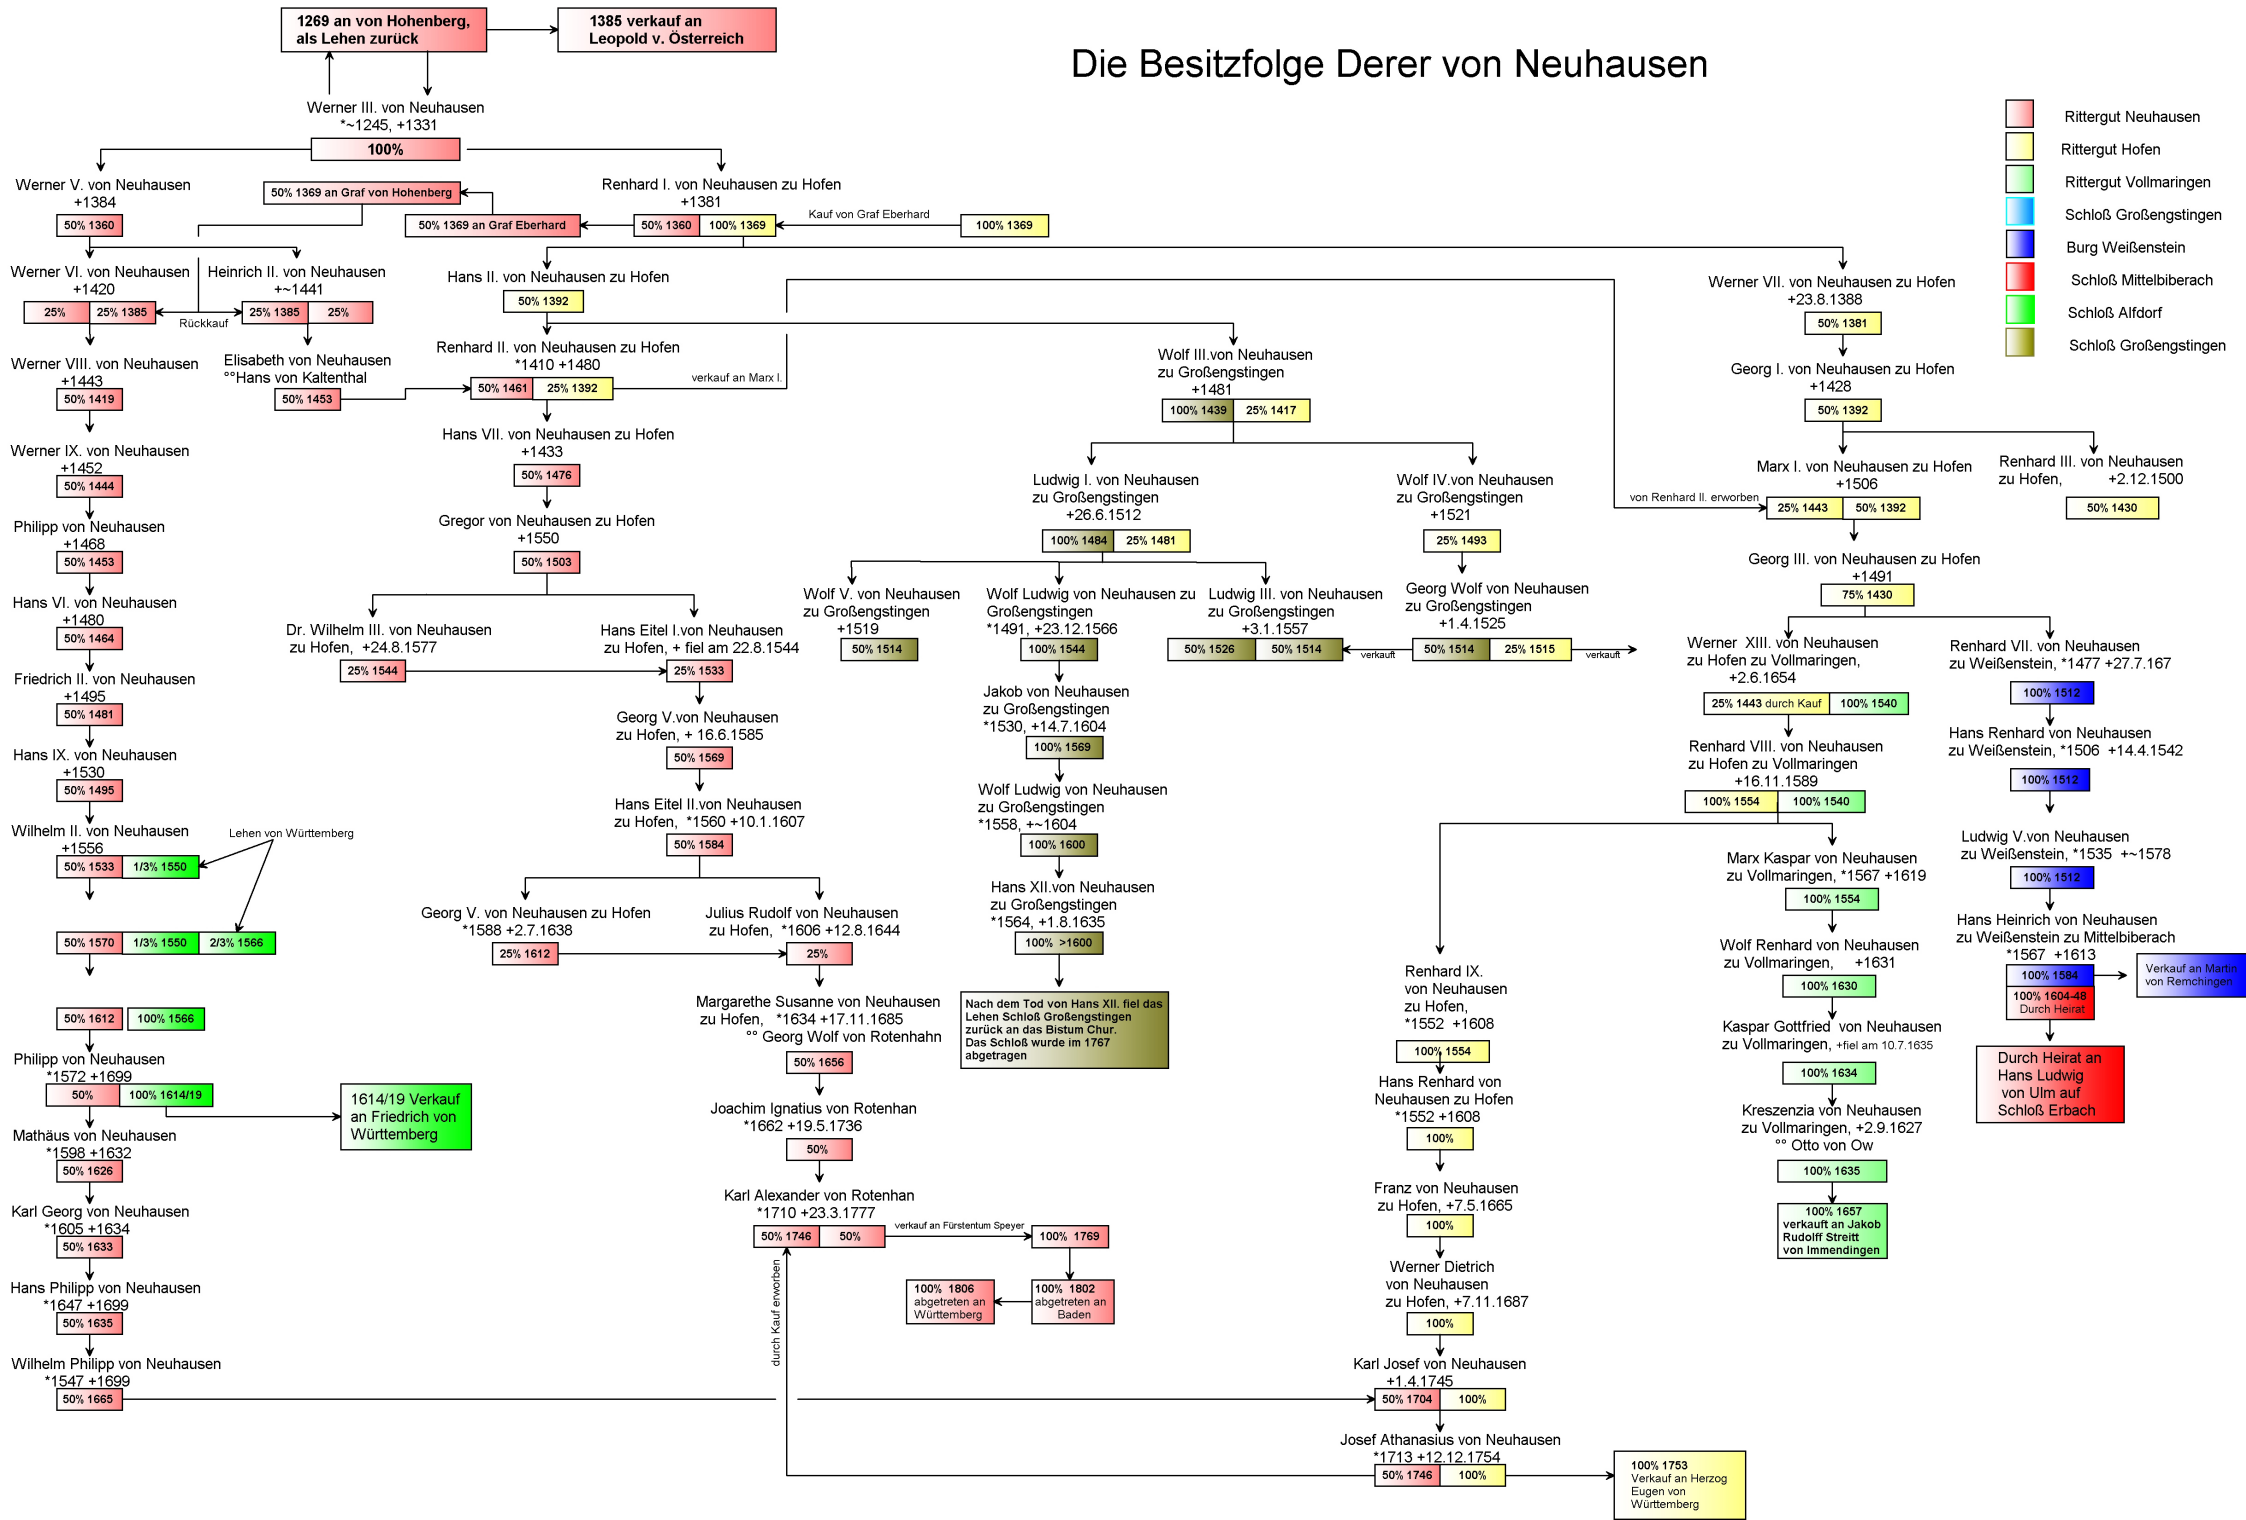 1269 an von Hohenberg,
als Lehen zurück
1385 verkauf an
Leopold v. Österreich
Die Besitzfolge Derer von Neuhausen
Werner III. von Neuhausen
*~1245, +1331
100%
Rittergut Neuhausen
Rittergut Hofen
Rittergut Vollmaringen
Schloß Großengstingen
Burg Weißenstein
Schloß Mittelbiberach
Schloß Alfdorf
Schloß Großengstingen
Werner V. von Neuhausen
+1384
50% 1360
50% 1369 an Graf von Hohenberg
50% 1369 an Graf Eberhard
Renhard I. von Neuhausen zu Hofen
+1381
50% 1360
100% 1369
Kauf von Graf Eberhard
100% 1369
Werner VI. von Neuhausen
+1420
25%
25% 1385
Rückkauf
Heinrich II. von Neuhausen
+~1441
25% 1385
25%
Werner VIII. von Neuhausen
+1443
50% 1419
Elisabeth von Neuhausen
°°Hans von Kaltenthal
50% 1453
Werner IX. von Neuhausen
+1452
50% 1444
Philipp von Neuhausen
+1468
50% 1453
Hans VI. von Neuhausen
+1480
50% 1464
Friedrich II. von Neuhausen
+1495
50% 1481
Hans IX. von Neuhausen
+1530
50% 1495
Wilhelm II. von Neuhausen
+1556
50% 1533
1/3% 1550
Lehen von Württemberg
50% 1570
1/3% 1550
2/3% 1566
50% 1612
100% 1566
Philipp von Neuhausen
*1572 +1699
50%
100% 1614/19
1614/19 Verkauf
an Friedrich von
Württemberg
Mathäus von Neuhausen
*1598 +1632
50% 1626
Karl Georg von Neuhausen
*1605 +1634
50% 1633
Hans Philipp von Neuhausen
*1647 +1699
50% 1635
Wilhelm Philipp von Neuhausen
*1547 +1699
50% 1665
Hans II. von Neuhausen zu Hofen
50% 1392
Renhard II. von Neuhausen zu Hofen
*1410 +1480
50% 1461
25% 1392
verkauf an Marx I.
Hans VII. von Neuhausen zu Hofen
+1433
50% 1476
Gregor von Neuhausen zu Hofen
+1550
50% 1503
Dr. Wilhelm III. von Neuhausen
zu Hofen, +24.8.1577
25% 1544
Hans Eitel I.von Neuhausen
zu Hofen, + fiel am 22.8.1544
25% 1533
Georg V.von Neuhausen
zu Hofen, + 16.6.1585
50% 1569
Hans Eitel II.von Neuhausen
zu Hofen, *1560 +10.1.1607
50% 1584
Georg V. von Neuhausen zu Hofen
*1588 +2.7.1638
25% 1612
Julius Rudolf von Neuhausen
zu Hofen, *1606 +12.8.1644
25%
Margarethe Susanne von Neuhausen
zu Hofen, *1634 +17.11.1685
°° Georg Wolf von Rotenhahn
50% 1656
Joachim Ignatius von Rotenhan
*1662 +19.5.1736
50%
Karl Alexander von Rotenhan
*1710 +23.3.1777
50% 1746
50%
verkauf an Fürstentum Speyer
100% 1769
100% 1802
abgetreten an
Baden
100% 1806
abgetreten an
Württemberg
durch Kauf erworben
Wolf III.von Neuhausen
zu Großengstingen
+1481
100% 1439
25% 1417
Ludwig I. von Neuhausen
zu Großengstingen
+26.6.1512
100% 1484
25% 1481
Wolf IV.von Neuhausen
zu Großengstingen
+1521
25% 1493
Wolf V. von Neuhausen
zu Großengstingen
+1519
50% 1514
Wolf Ludwig von Neuhausen zu
Großengstingen
*1491, +23.12.1566
100% 1544
Ludwig III. von Neuhausen
zu Großengstingen
+3.1.1557
50% 1526
50% 1514
verkauft
Georg Wolf von Neuhausen
zu Großengstingen
+1.4.1525
50% 1514
25% 1515
verkauft
Jakob von Neuhausen
zu Großengstingen
*1530, +14.7.1604
100% 1569
Wolf Ludwig von Neuhausen
zu Großengstingen
*1558, +~1604
100% 1600
Hans XII.von Neuhausen
zu Großengstingen
*1564, +1.8.1635
100% >1600
Nach dem Tod von Hans XII. fiel das
Lehen Schloß Großengstingen
zurück an das Bistum Chur.
Das Schloß wurde im 1767
abgetragen
Werner VII. von Neuhausen zu Hofen
+23.8.1388
50% 1381
Georg I. von Neuhausen zu Hofen
+1428
50% 1392
Marx I. von Neuhausen zu Hofen
+1506
von Renhard II. erworben
25% 1443
50% 1392
Renhard III. von Neuhausen
zu Hofen, +2.12.1500
50% 1430
Georg III. von Neuhausen zu Hofen
+1491
75% 1430
Werner XIII. von Neuhausen
zu Hofen zu Vollmaringen,
+2.6.1654
25% 1443 durch Kauf
100% 1540
Renhard VII. von Neuhausen
zu Weißenstein, *1477 +27.7.167
100% 1512
Renhard VIII. von Neuhausen
zu Hofen zu Vollmaringen
+16.11.1589
100% 1554
100% 1540
Hans Renhard von Neuhausen
zu Weißenstein, *1506 +14.4.1542
100% 1512
Ludwig V.von Neuhausen
zu Weißenstein, *1535 +~1578
100% 1512
Hans Heinrich von Neuhausen
zu Weißenstein zu Mittelbiberach
*1567 +1613
100% 1584
100% 1604-48
Durch Heirat
Verkauf an Martin
von Remchingen
Durch Heirat an
Hans Ludwig
von Ulm auf
Schloß Erbach
Marx Kaspar von Neuhausen
zu Vollmaringen, *1567 +1619
100% 1554
Wolf Renhard von Neuhausen
zu Vollmaringen, +1631
100% 1630
Kaspar Gottfried von Neuhausen
zu Vollmaringen, +fiel am 10.7.1635
100% 1634
Kreszenzia von Neuhausen
zu Vollmaringen, +2.9.1627
°° Otto von Ow
100% 1635
100% 1657
verkauft an Jakob
Rudolff Streitt
von Immendingen
Renhard IX.
von Neuhausen
zu Hofen,
*1552 +1608
100% 1554
Hans Renhard von
Neuhausen zu Hofen
*1552 +1608
100%
Franz von Neuhausen
zu Hofen, +7.5.1665
100%
Werner Dietrich
von Neuhausen
zu Hofen, +7.11.1687
100%
Karl Josef von Neuhausen
+1.4.1745
50% 1704
100%
Josef Athanasius von Neuhausen
*1713 +12.12.1754
50% 1746
100%
100% 1753
Verkauf an Herzog
Eugen von
Württemberg